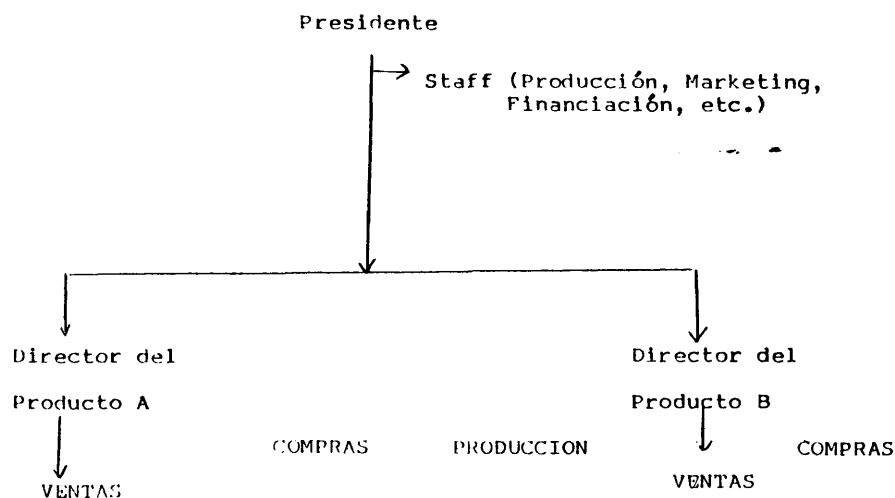 Presidente
Staff (Producción, Marketing,
Financiación, etc.)
Director del
Producto A
Director del
Producto B
COMPRAS
PRODUCCION
COMPRAS
VENTAS
VENTAS